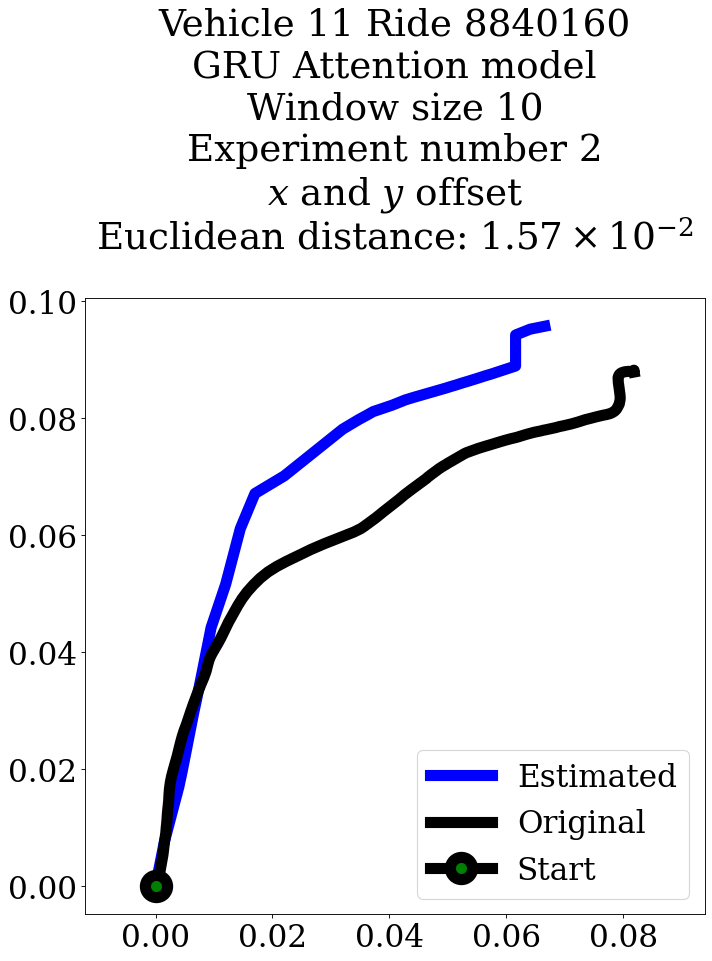 Vehicle 11 Ride 8840160
GRU Attention model
Window size 10
Experiment number 2
x and y offset
Euclidean distance: 1.57 × 10⁻²
0.10
0.08
0.06
0.04
0.02
0.00
Estimated
Original
Start
0.00 0.02 0.04 0.06 0.08